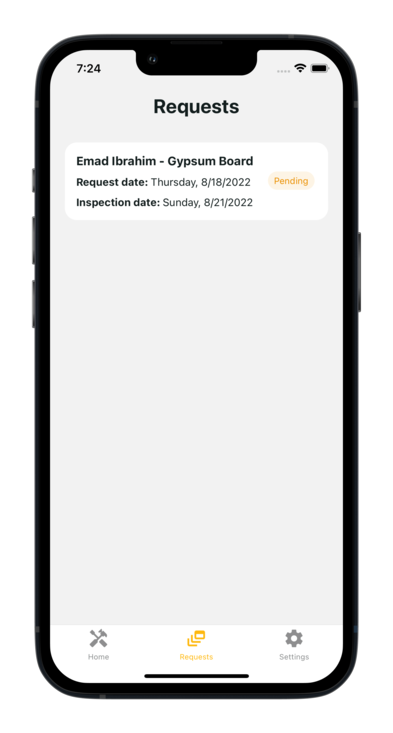 7:24
Requests
Emad Ibrahim - Gypsum Board
Request date: Thursday, 8/18/2022
Pending
Inspection date: Sunday, 8/21/2022
Home
Requests
Settings